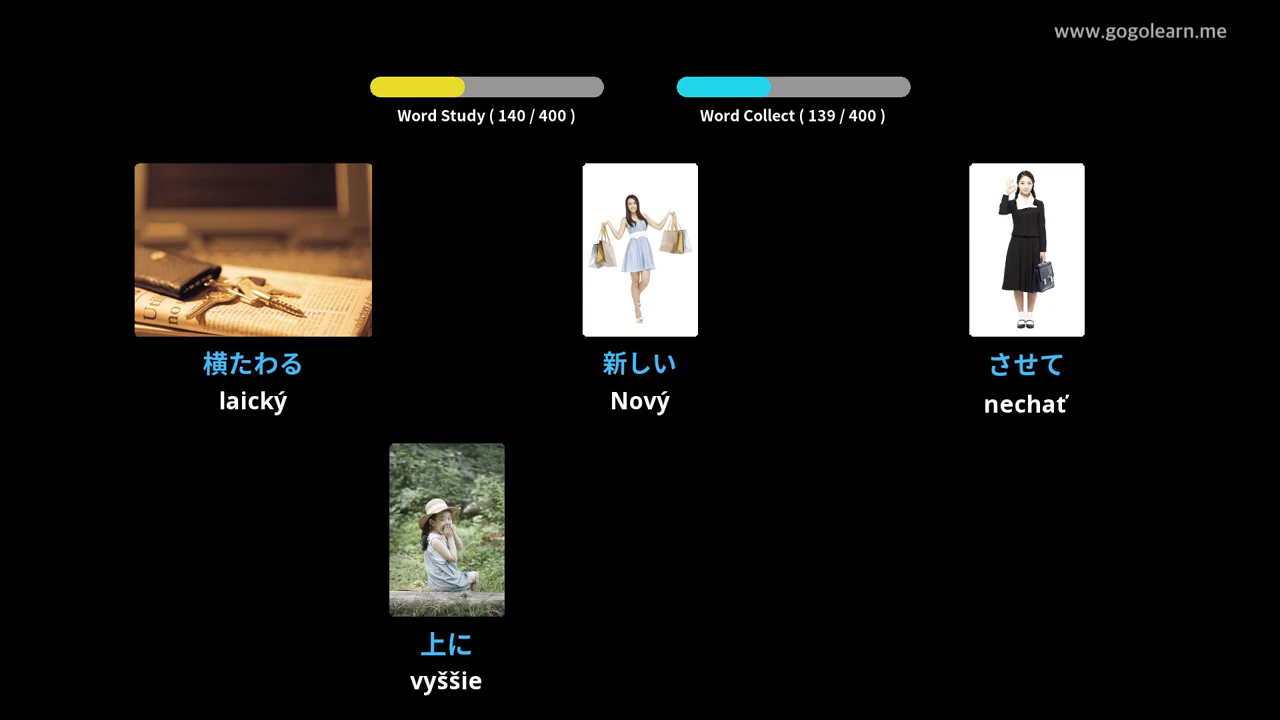 www.gogolearn.me
Word Study ( 140 / 400 )
Word Collect ( 139 / 400 )
横たわる
laický
新しい
Nový
させて
nechať
上に
vyššie